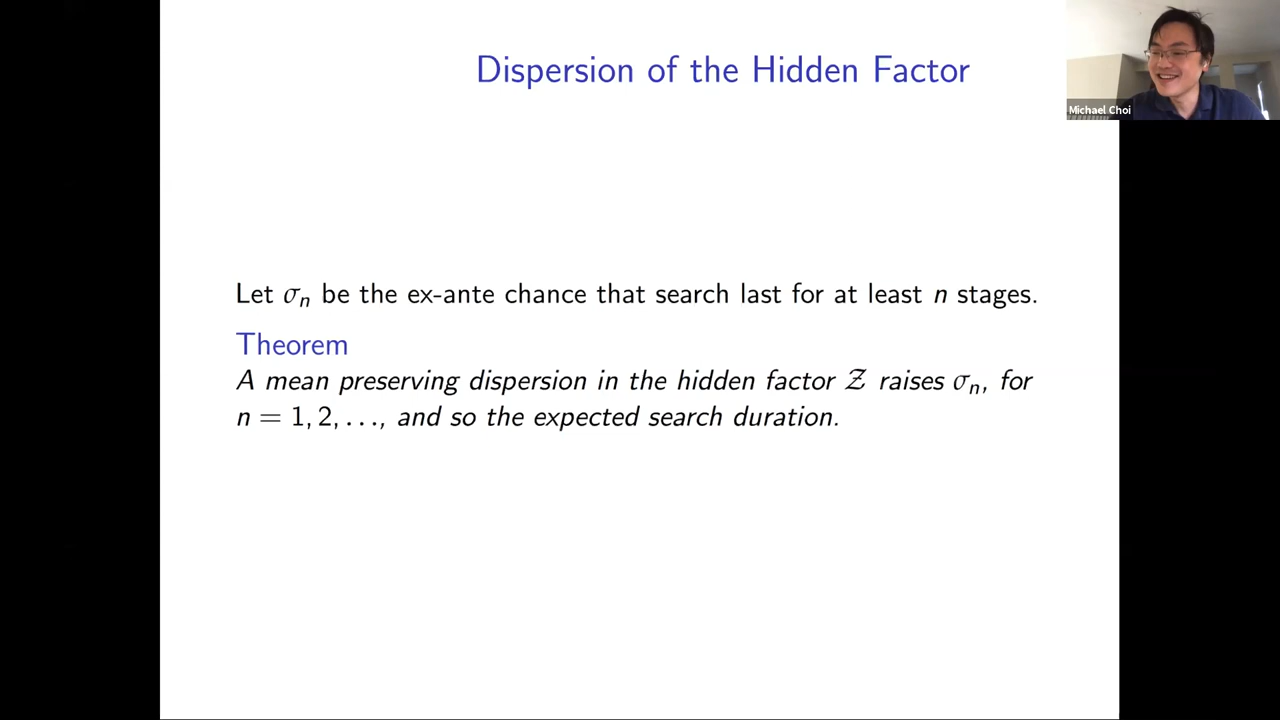 Dispersion of the Hidden Factor
Michael Choi
Let σₙ be the ex-ante chance that search last for at least n stages.
Theorem
A mean preserving dispersion in the hidden factor 𝒵 raises σₙ, for
n = 1, 2, . . ., and so the expected search duration.